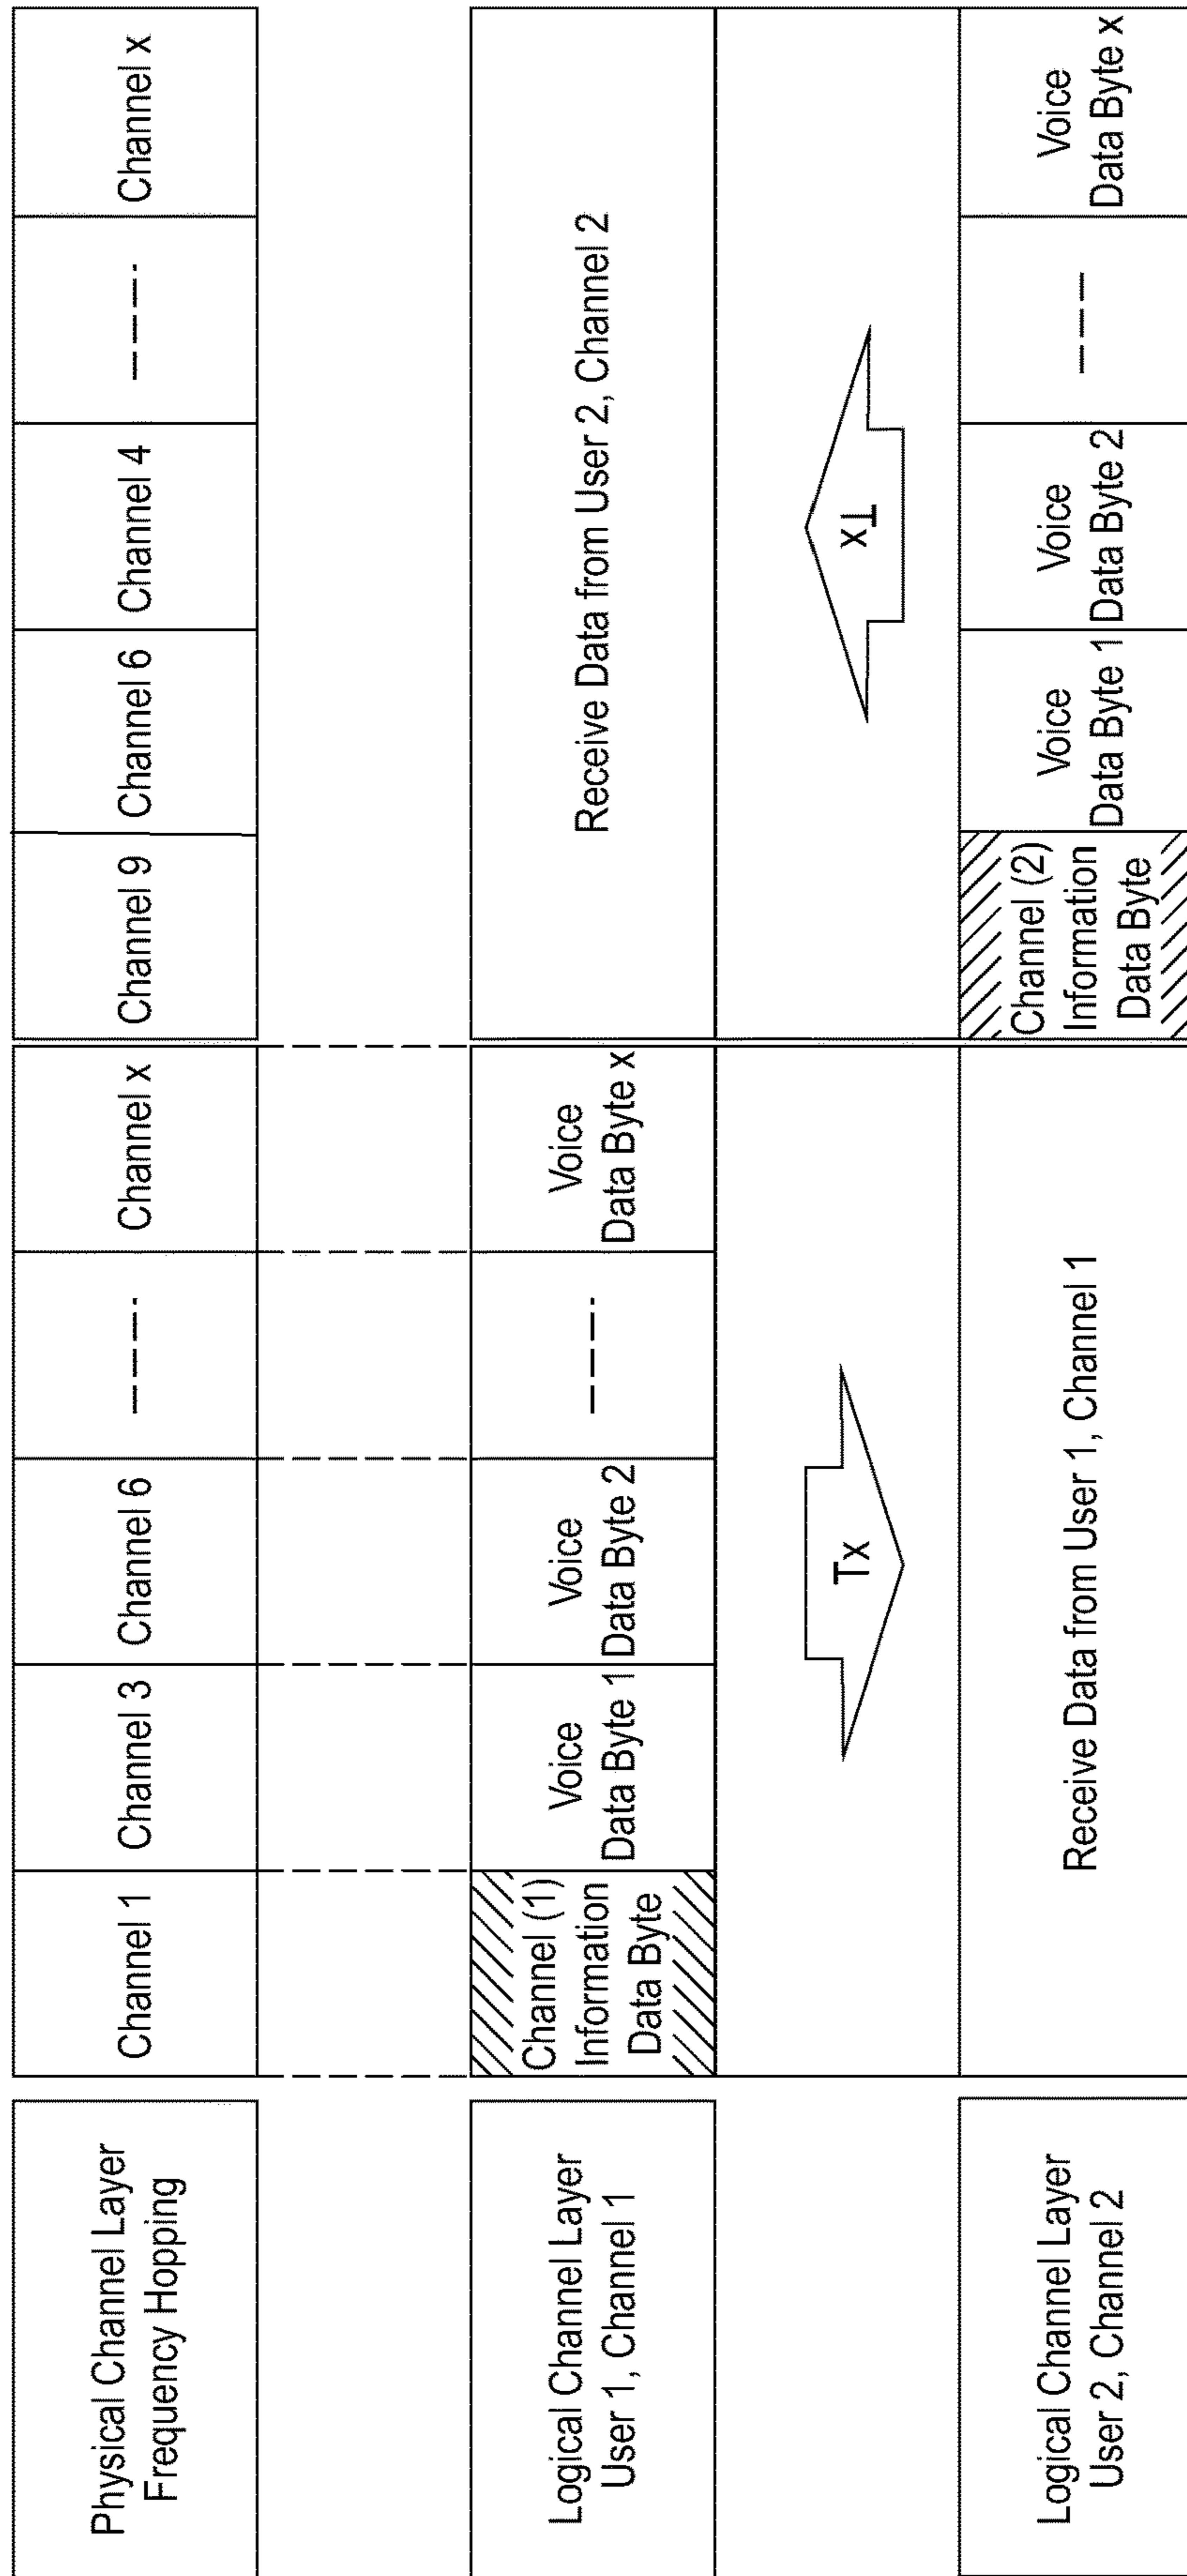 Physical Channel Layer
Frequency Hopping
Channel 1
Channel 3
Channel 6
Channel x
Channel 9
Channel 6
Channel 4
Channel x
Logical Channel Layer
User 1, Channel 1
Channel (1)
Information
Data Byte
Voice
Data Byte 1
Voice
Data Byte 2
Voice
Data Byte x
Receive Data from User 2, Channel 2
Tx
Tx
Logical Channel Layer
User 2, Channel 2
Receive Data from User 1, Channel 1
Channel (2)
Information
Data Byte
Voice
Data Byte 1
Voice
Data Byte 2
Voice
Data Byte x